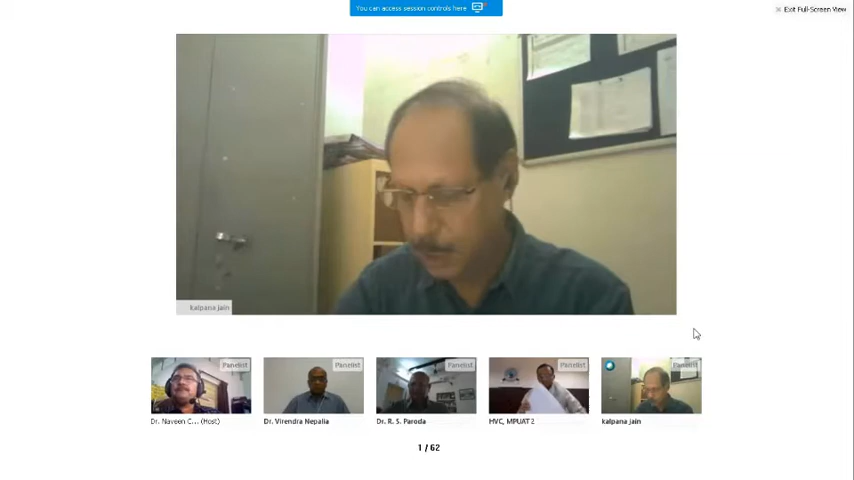 You can access session controls here
Exit Full-Screen View
kalpana jain
Panelist
Panelist
Panelist
Panelist
Panelist
Dr. Naveen C... (Host)
Dr. Virendra Nepalia
Dr. R. S. Paroda
HVC, MPUAT 2
kalpana jain
1 / 62